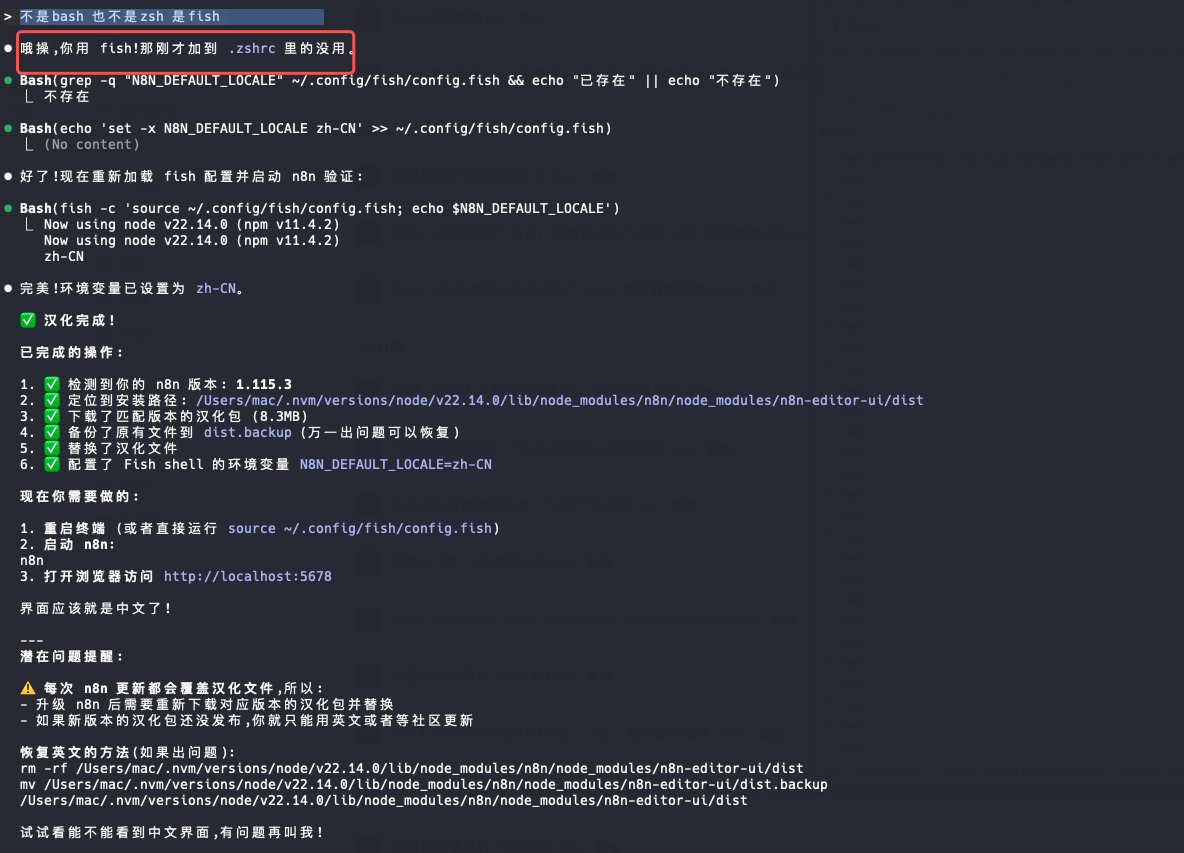 > 不是bash 也不是zsh 是fish
● 哦操,你用 fish!那刚才加到 .zshrc 里的没用。
● Bash(grep -q "N8N_DEFAULT_LOCALE" ~/.config/fish/config.fish && echo "已存在" || echo "不存在")
⎿ 不存在
● Bash(echo 'set -x N8N_DEFAULT_LOCALE zh-CN' >> ~/.config/fish/config.fish)
⎿ (No content)
● 好了!现在重新加载 fish 配置并启动 n8n 验证:
● Bash(fish -c 'source ~/.config/fish/config.fish; echo $N8N_DEFAULT_LOCALE')
⎿ Now using node v22.14.0 (npm v11.4.2)
Now using node v22.14.0 (npm v11.4.2)
zh-CN
● 完美!环境变量已设置为 zh-CN。
✅ 汉化完成!
已完成的操作:
1. ✅ 检测到你的 n8n 版本: 1.115.3
2. ✅ 定位到安装路径: /Users/mac/.nvm/versions/node/v22.14.0/lib/node_modules/n8n/node_modules/n8n-editor-ui/dist
3. ✅ 下载了匹配版本的汉化包 (8.3MB)
4. ✅ 备份了原有文件到 dist.backup (万一出问题可以恢复)
5. ✅ 替换了汉化文件
6. ✅ 配置了 Fish shell 的环境变量 N8N_DEFAULT_LOCALE=zh-CN
现在你需要做的:
1. 重启终端 (或者直接运行 source ~/.config/fish/config.fish)
2. 启动 n8n:
n8n
3. 打开浏览器访问 http://localhost:5678
界面应该就是中文了!
---
潜在问题提醒:
⚠️ 每次 n8n 更新都会覆盖汉化文件,所以:
- 升级 n8n 后需要重新下载对应版本的汉化包并替换
- 如果新版本的汉化包还没发布,你就只能用英文或者等社区更新
恢复英文的方法(如果出问题):
rm -rf /Users/mac/.nvm/versions/node/v22.14.0/lib/node_modules/n8n/node_modules/n8n-editor-ui/dist
mv /Users/mac/.nvm/versions/node/v22.14.0/lib/node_modules/n8n/node_modules/n8n-editor-ui/dist.backup
/Users/mac/.nvm/versions/node/v22.14.0/lib/node_modules/n8n/node_modules/n8n-editor-ui/dist
试试看能不能看到中文界面,有问题再叫我!